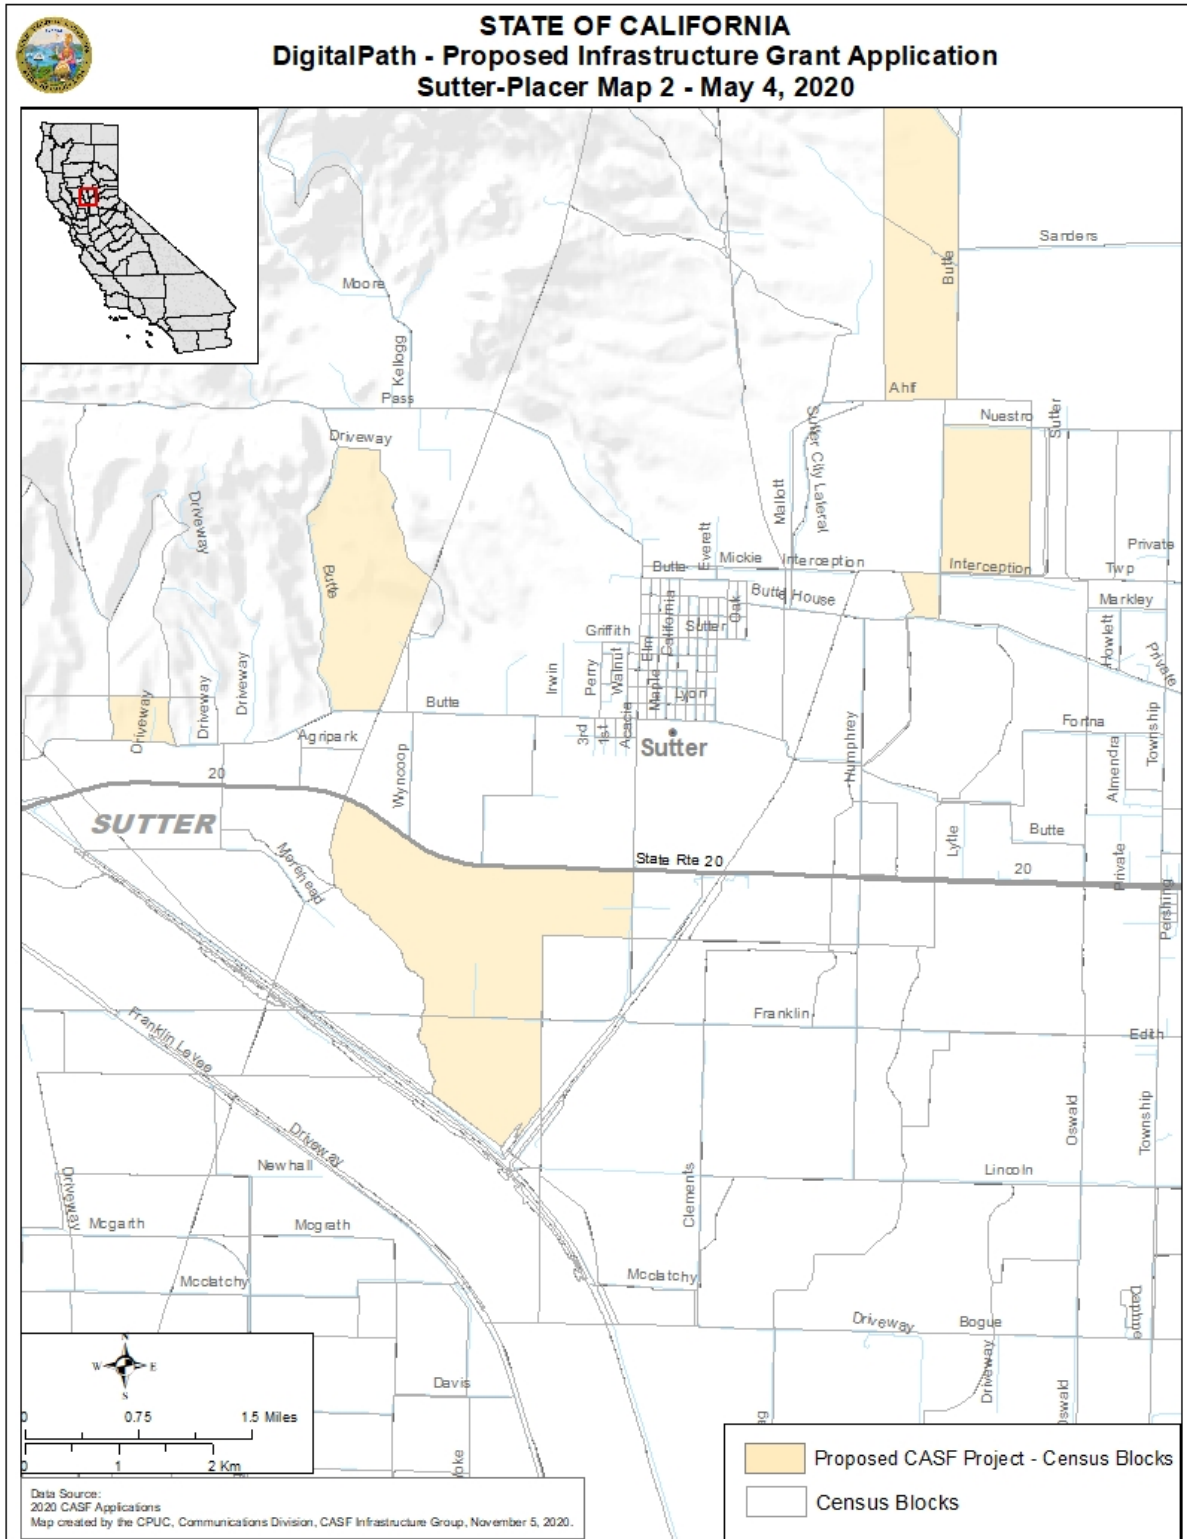 STATE OF CALIFORNIA
DigitalPath - Proposed Infrastructure Grant Application
Sutter-Placer Map 2 - May 4, 2020
Sanders
Butte
Moore
Kellogg
Pass
Ahlf
Nuestro
Sutter
Driveway
Sutter City Lateral
Mallott
Driveway
Everett
Butte
Mickie
Interception
Interception
Private
Twp
Butte
Butte House
Markley
California
Oak
Griffith
Sutter
Elm
Howlett
Private
Irwin
Perry
Walnut
Maple
Lyon
Driveway
Driveway
Driveway
Butte
Fortna
Township
Agripark
3rd
1st
Acacia
Sutter
Humphrey
Almendra
Wyncoop
20
SUTTER
Morehead
State Rte 20
Lytle
Butte
20
Private
Pershing
Franklin
Edith
Franklin Levee
Driveway
Oswald
Township
Newhall
Lincoln
Driveway
Clements
Mcgarth
Mcgrath
Mcclatchy
Mcclatchy
Daphne
Driveway
Bogue
Driveway
Davis
N
W
E
S
0
0.75
1.5 Miles
0
1
2 Km
Proposed CASF Project - Census Blocks
Census Blocks
Data Source:
2020 CASF Applications
Map created by the CPUC, Communications Division, CASF Infrastructure Group, November 5, 2020.